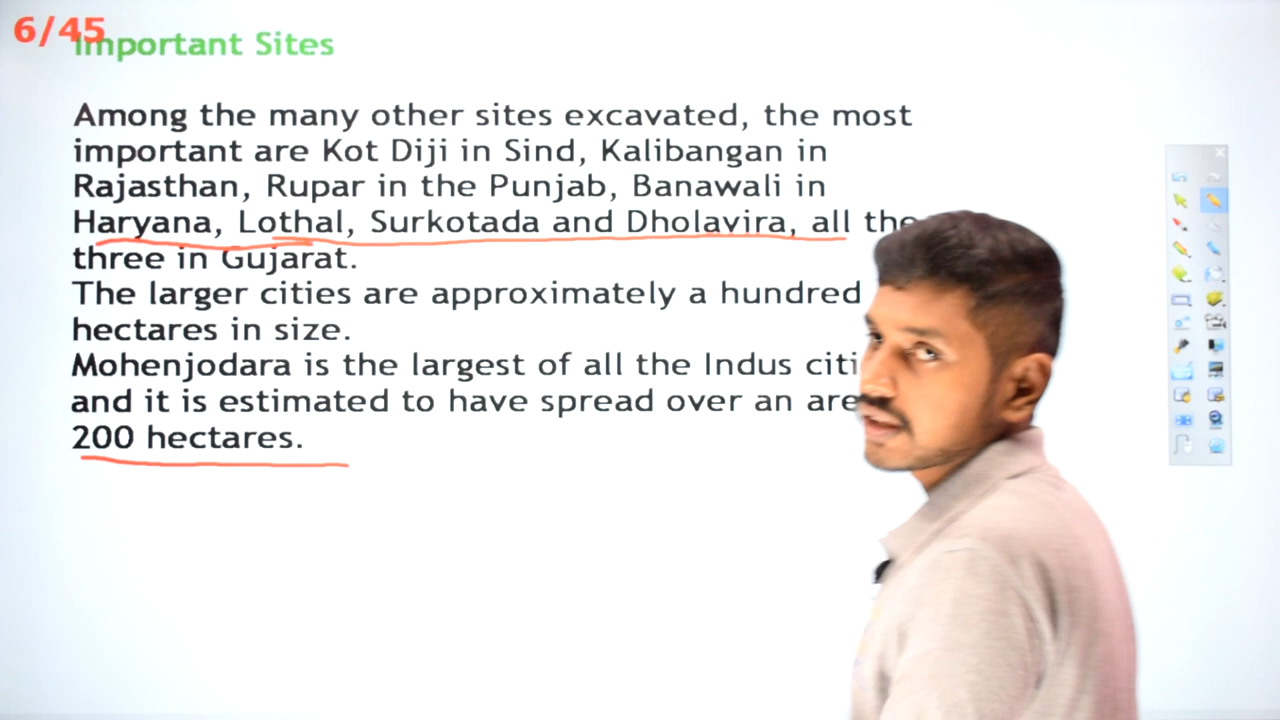 6/45
Important Sites
Among the many other sites excavated, the most
important are Kot Diji in Sind, Kalibangan in
Rajasthan, Rupar in the Punjab, Banawali in
Haryana, Lothal, Surkotada and Dholavira, all the
three in Gujarat.
The larger cities are approximately a hundred
hectares in size.
Mohenjodara is the largest of all the Indus
and it is estimated to have spread over an
200 hectares.